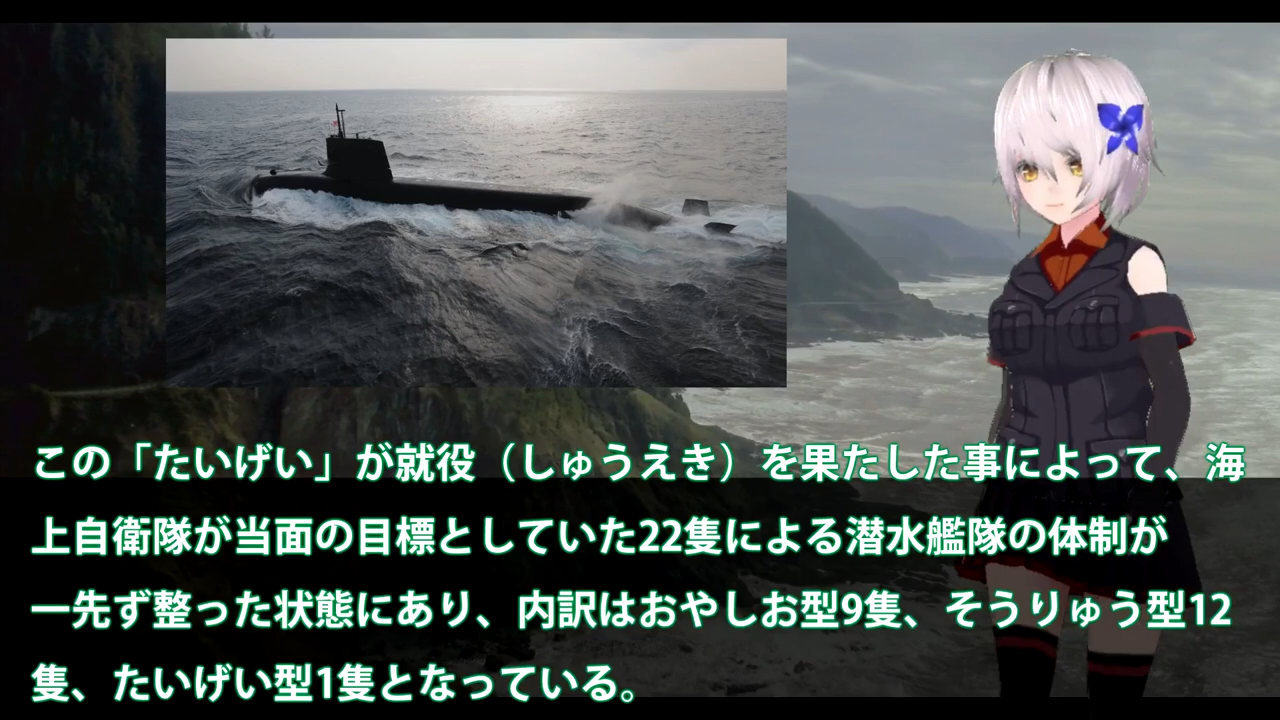 この「たいげい」が就役（しゅうえき）を果たした事によって、海
上自衛隊が当面の目標としていた22隻による潜水艦隊の体制が
一先ず整った状態にあり、内訳はおやしお型9隻、そうりゅう型12
隻、たいげい型1隻となっている。